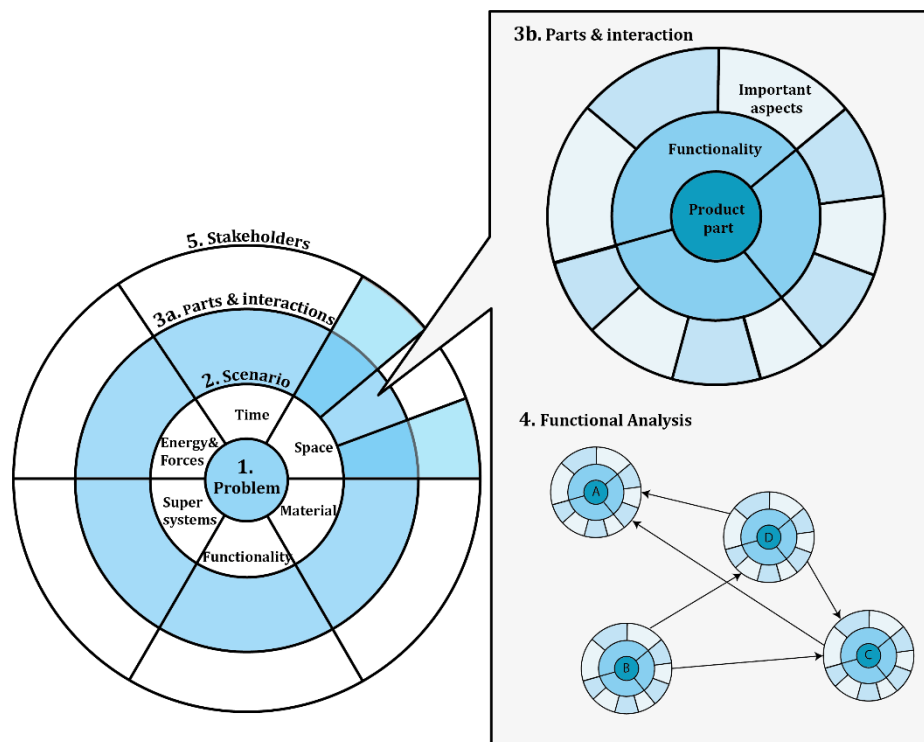 5. Stakeholders
3a. Parts & interactions
2. Scenario
Time
Energy&
Forces
Space
1.
Problem
Super
systems
Material
Functionality
3b. Parts & interaction
Important
aspects
Functionality
Product
part
4. Functional Analysis
A
D
B
C